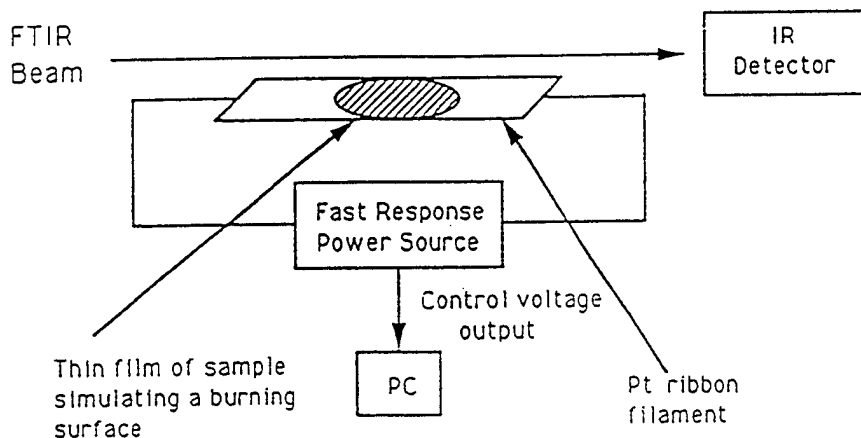 FTIR
Beam
IR
Detector
Fast Response
Power Source
Control voltage
output
PC
Thin film of sample
simulating a burning
surface
Pt ribbon
filament